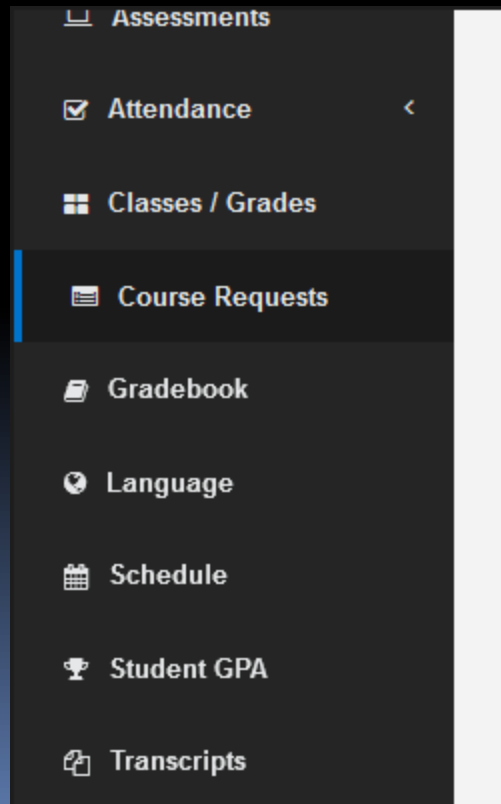 Assessments
Attendance
Classes / Grades
Course Requests
Gradebook
Language
Schedule
Student GPA
Transcripts